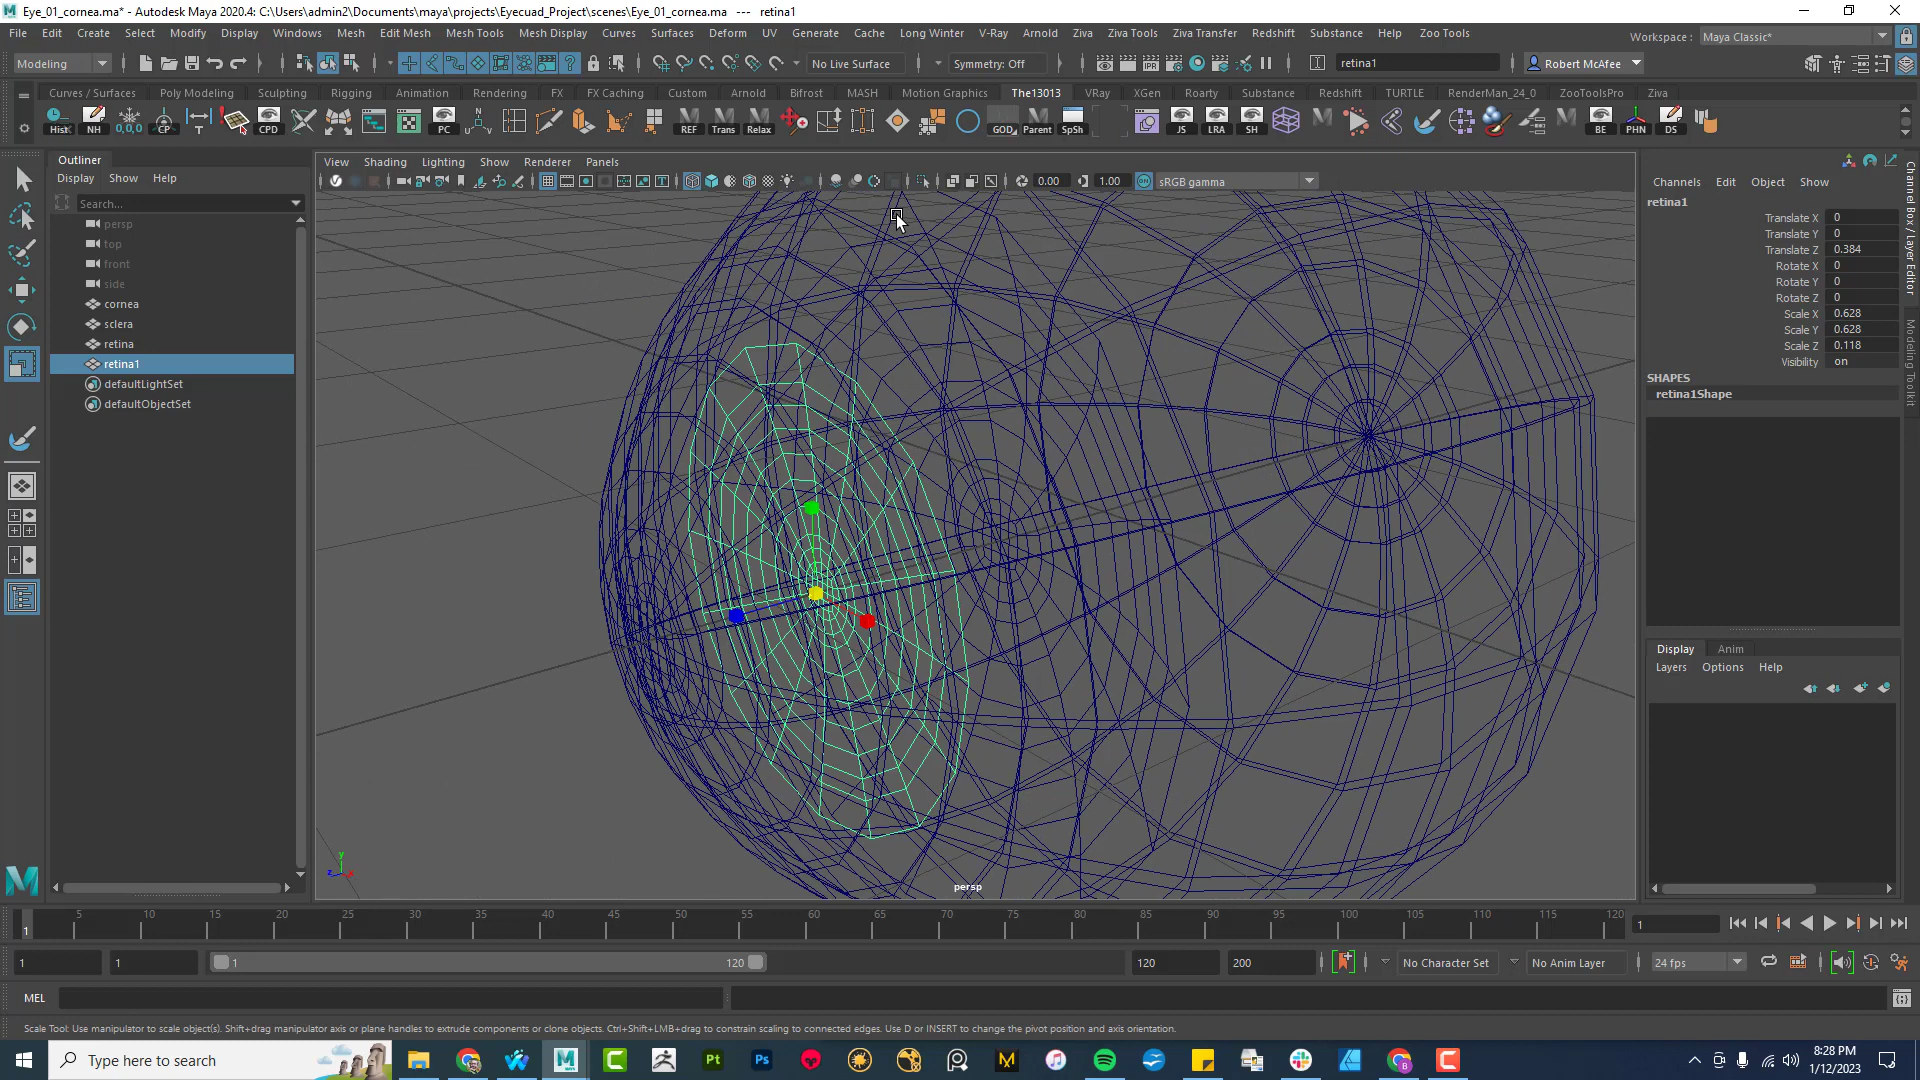 Eye_01_cornea.ma* - Autodesk Maya 2020.4: C:\Users\admin2\Documents\maya\projects\Eyecuad_Project\scenes\Eye_01_cornea.ma --- retina1
File Edit Create Select Modify Display Windows Mesh Edit Mesh Mesh Tools Mesh Display Curves Surfaces Deform UV Generate Cache Long Winter V-Ray Arnold Ziva Ziva Tools Ziva Transfer Redshift Substance Help Zoo Tools
Workspace : Maya Classic*
Modeling No Live Surface Symmetry: Off retina1 Robert McAfee
Curves / Surfaces Poly Modeling Sculpting Rigging Animation Rendering FX FX Caching Custom Arnold Bifrost MASH Motion Graphics The13013 VRay XGen Roarty Substance Redshift TURTLE RenderMan_24_0 ZooToolsPro Ziva
Hist NH 0,0,0 CP T CPD PC REF Trans Relax GOD_ Parent SpSh JS LRA SH BE PHN DS
Outliner
Display Show Help
Search...
persp
top
front
side
cornea
sclera
retina
retina1
defaultLightSet
defaultObjectSet
View Shading Lighting Show Renderer Panels
0.00 1.00 sRGB gamma
persp
y
z x
Channels Edit Object Show
retina1
Translate X 0
Translate Y 0
Translate Z 0.384
Rotate X 0
Rotate Y 0
Rotate Z 0
Scale X 0.628
Scale Y 0.628
Scale Z 0.118
Visibility on
SHAPES
retina1Shape
Channel Box / Layer Editor
Modeling Toolkit
Display Anim
Layers Options Help
5 10 15 20 25 30 35 40 45 50 55 60 65 70 75 80 85 90 95 100 105 110 115 120
1
1
1 1 1 120 120 200 No Character Set No Anim Layer 24 fps
MEL
Scale Tool: Use manipulator to scale object(s). Shift+drag manipulator axis or plane handles to extrude components or clone objects. Ctrl+Shift+LMB+drag to constrain scaling to connected edges. Use D or INSERT to change the pivot position and axis orientation.
Type here to search
Pt Ps
8:28 PM
1/12/2023